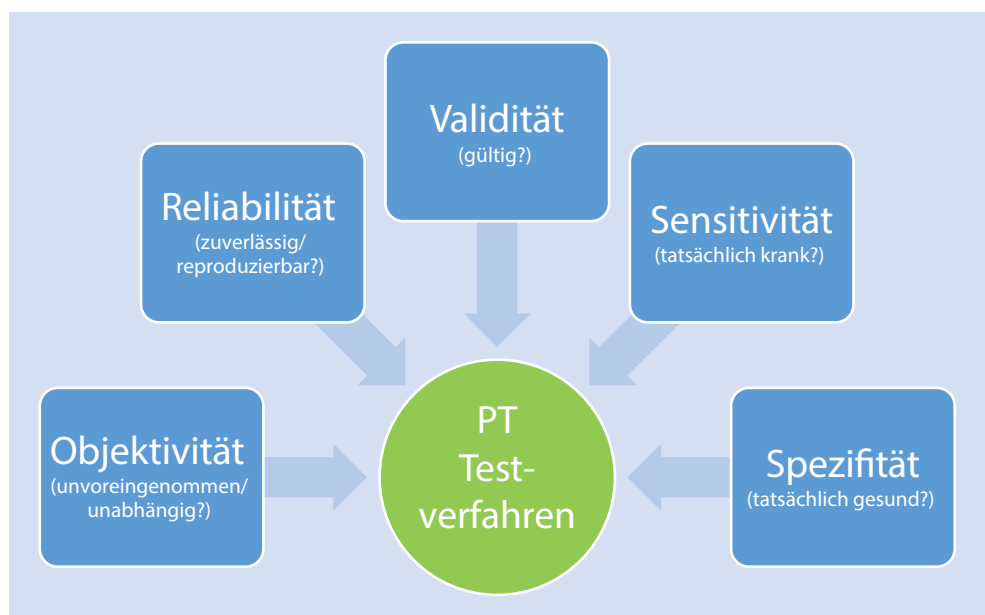 Validität
(gültig?)
Reliabilität
(zuverlässig/
reproduzierbar?)
Sensitivität
(tatsächlich krank?)
Objektivität
(unvoreingenommen/
unabhängig?)
PT
Test-
verfahren
Spezifität
(tatsächlich gesund?)